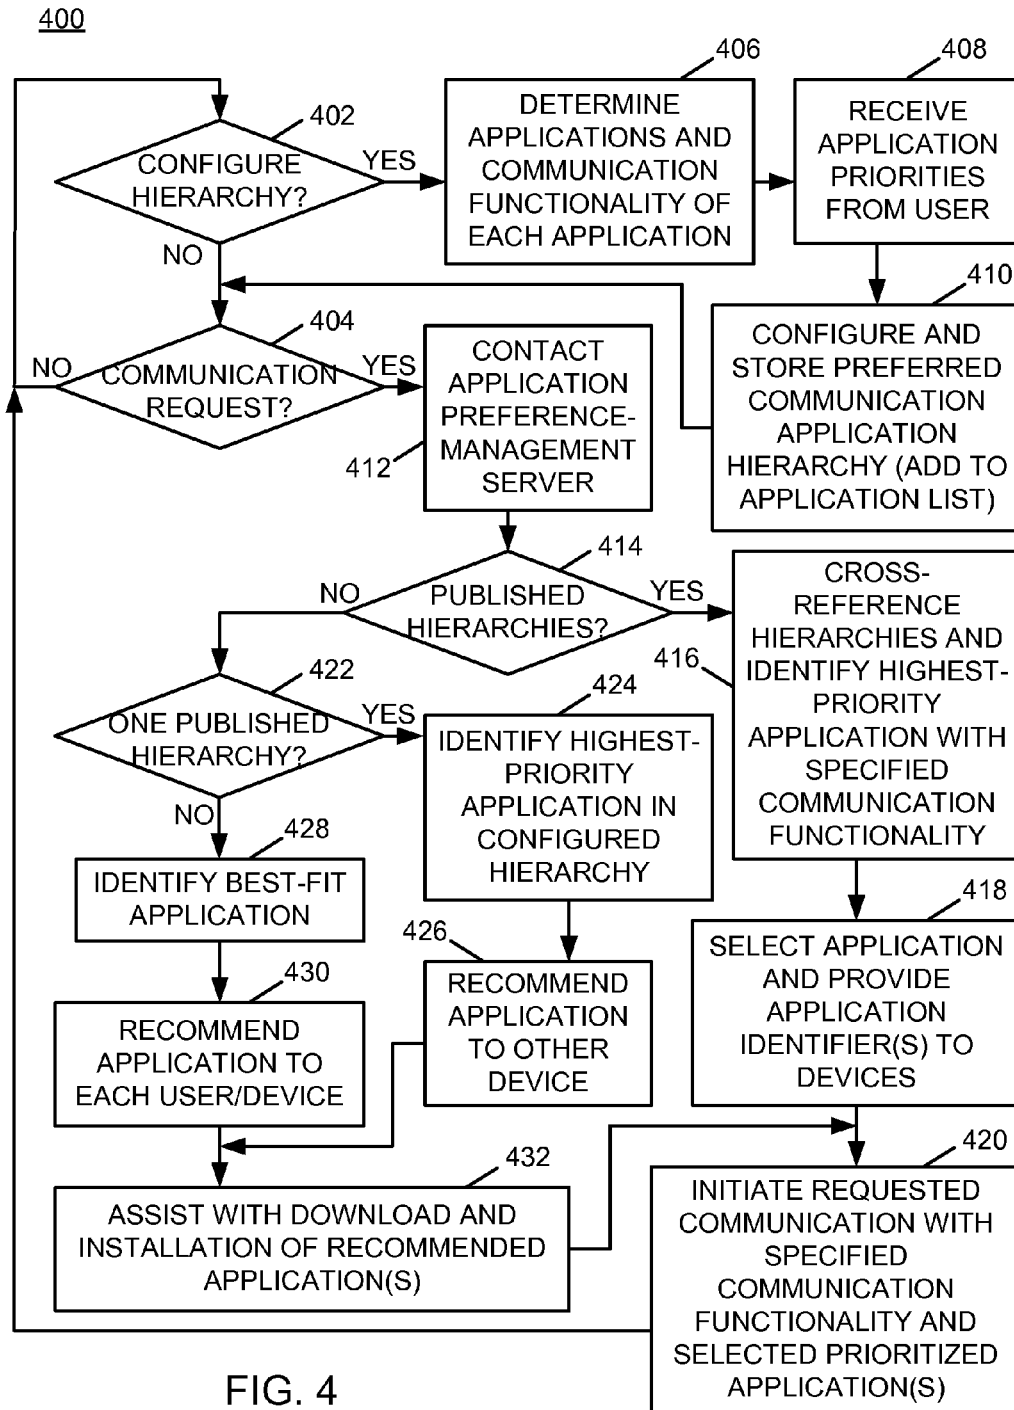 400
406
408
402
DETERMINE
APPLICATIONS AND
COMMUNICATION
FUNCTIONALITY OF
EACH APPLICATION
RECEIVE
APPLICATION
PRIORITIES
FROM USER
CONFIGURE
HIERARCHY?
YES
NO
410
404
CONFIGURE AND
STORE PREFERRED
COMMUNICATION
APPLICATION
HIERARCHY (ADD TO
APPLICATION LIST)
NO
COMMUNICATION
REQUEST?
YES
CONTACT
APPLICATION
PREFERENCE-
MANAGEMENT
SERVER
412
414
NO
PUBLISHED
HIERARCHIES?
YES
CROSS-
REFERENCE
HIERARCHIES AND
IDENTIFY HIGHEST-
PRIORITY
APPLICATION WITH
SPECIFIED
COMMUNICATION
FUNCTIONALITY
416
422
424
ONE PUBLISHED
HIERARCHY?
YES
IDENTIFY HIGHEST-
PRIORITY
APPLICATION IN
CONFIGURED
HIERARCHY
NO
428
IDENTIFY BEST-FIT
APPLICATION
418
426
SELECT APPLICATION
AND PROVIDE
APPLICATION
IDENTIFIER(S) TO
DEVICES
430
RECOMMEND
APPLICATION
TO OTHER
DEVICE
RECOMMEND
APPLICATION TO
EACH USER/DEVICE
432
420
ASSIST WITH DOWNLOAD AND
INSTALLATION OF RECOMMENDED
APPLICATION(S)
INITIATE REQUESTED
COMMUNICATION WITH
SPECIFIED
COMMUNICATION
FUNCTIONALITY AND
SELECTED PRIORITIZED
APPLICATION(S)
FIG. 4